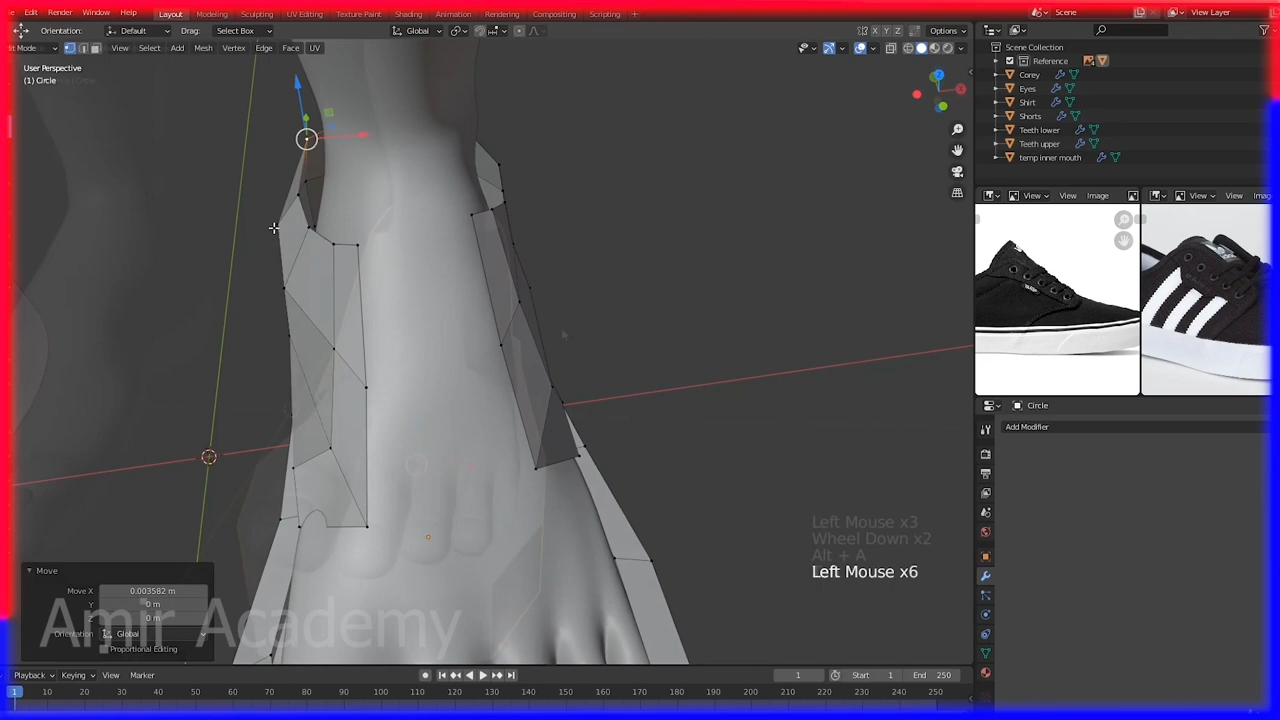 Edit Render Window Help
Layout Modeling Sculpting UV Editing Texture Paint Shading Animation Rendering Compositing Scripting +
Scene
View Layer
Orientation: Default Drag: Select Box
Global
X Y Z
Options
Mode View Select Add Mesh Vertex Edge Face UV
User Perspective
(1) Circle
Scene Collection
Reference
Corey
Eyes
Shirt
Shorts
Teeth lower
Teeth upper
temp inner mouth
View View Image
View View Ima
Circle
Add Modifier
Left Mouse x3
Wheel Down x2
Alt + A
Left Mouse x6
Move
Move X 0.003582 m
Y 0 m
Z 0 m
Orientation Global
Proportional Editing
Amir Academy
Playback Keying View Marker
1
Start 1
End 250
1 10 20 30 40 50 60 70 80 90 100 110 120 130 140 150 160 170 180 190 200 210 220 230 240 250